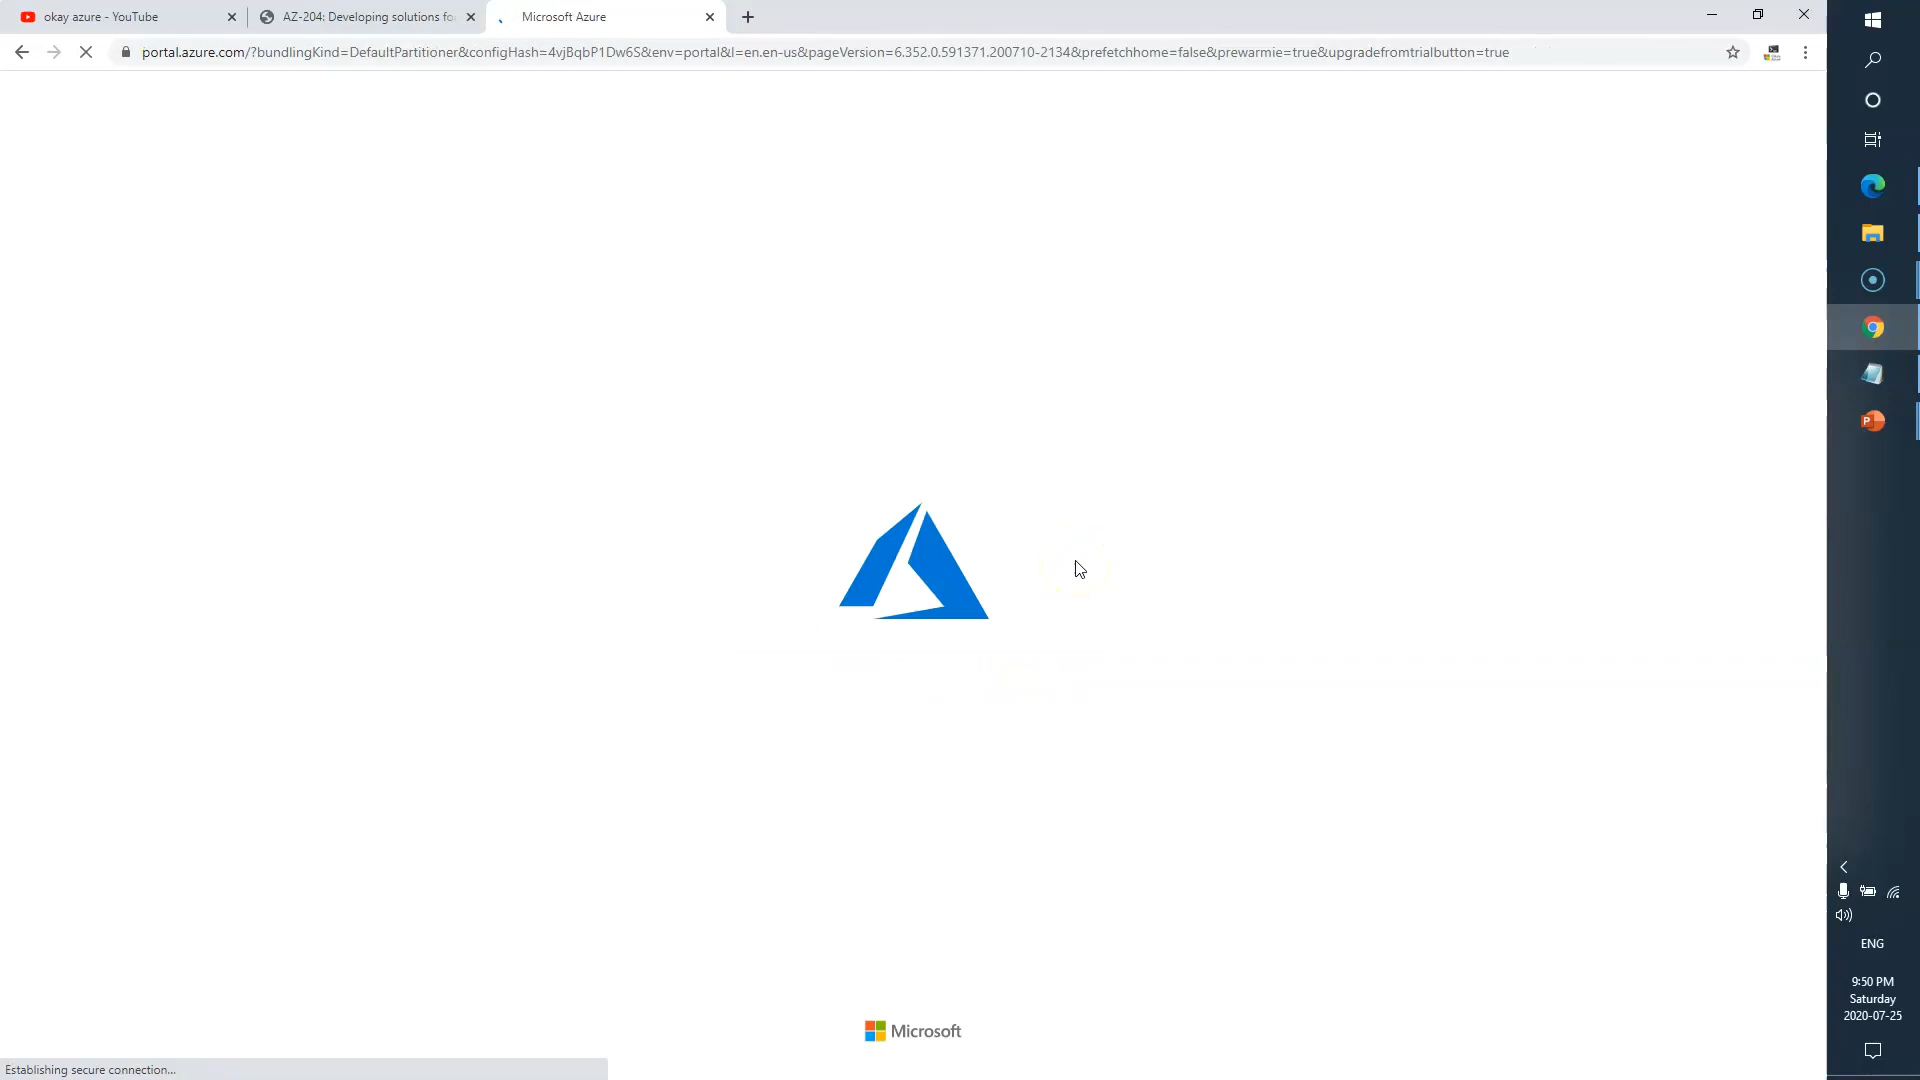 okay azure - YouTube
AZ-204: Developing solutions fo
Microsoft Azure
portal.azure.com/?bundlingKind=DefaultPartitioner&configHash=4vjBqbP1Dw6S&env=portal&l=en.en-us&pageVersion=6.352.0.591371.200710-2134&prefetchhome=false&prewarmie=true&upgradefromtrialbutton=true
P
Microsoft
Establishing secure connection...
ENG
9:50 PM
Saturday
2020-07-25